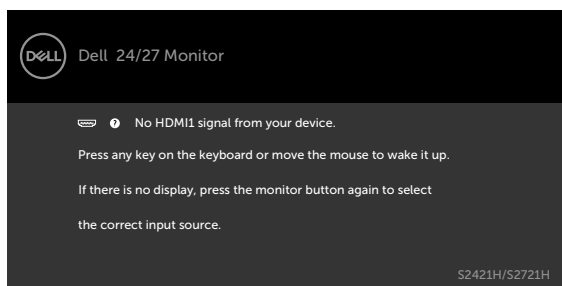 DELL
Dell 24/27 Monitor
? No HDMI1 signal from your device.
Press any key on the keyboard or move the mouse to wake it up.
If there is no display, press the monitor button again to select
the correct input source.
S2421H/S2721H